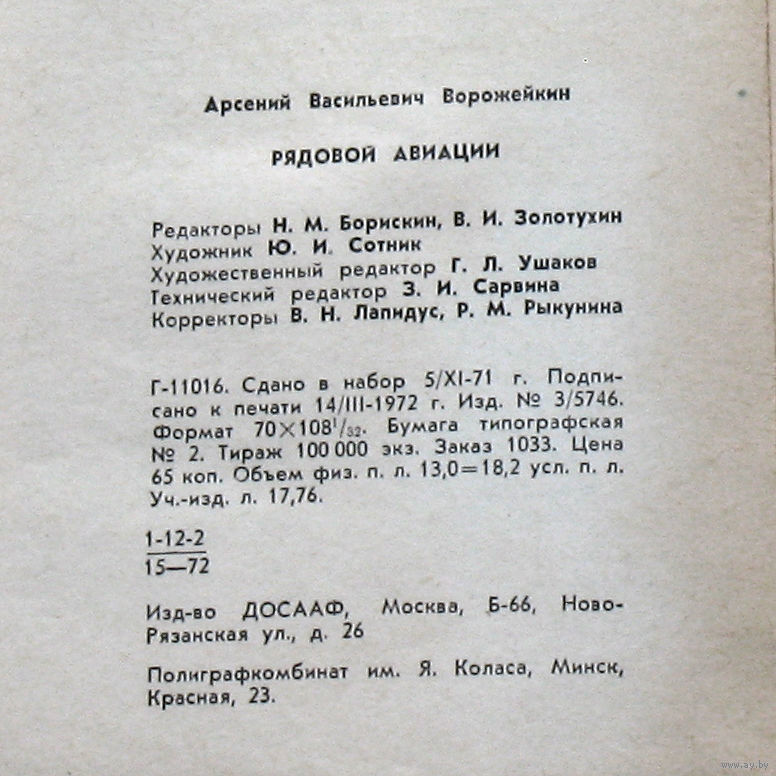 Арсений Васильевич Ворожейкин
РЯДОВОЙ АВИАЦИИ
Редакторы Н. М. Борискин, В. И. Золотухин
Художник Ю. И. Сотник
Художественный редактор Г. Л. Ушаков
Технический редактор З. И. Сарвина
Корректоры В. Н. Лапидус, Р. М. Рыкунина
Г-11016. Сдано в набор 5/XI-71 г. Подпи-
сано к печати 14/III-1972 г. Изд. № 3/5746.
Формат 70×108¹/₃₂. Бумага типографская
№ 2. Тираж 100 000 экз. Заказ 1033. Цена
65 коп. Объем физ. п. л. 13,0=18,2 усл. п. л.
Уч.-изд. л. 17,76.
1-12-2
15—72
Изд-во ДОСААФ, Москва, Б-66, Ново-
Рязанская ул., д. 26
Полиграфкомбинат им. Я. Коласа, Минск,
Красная, 23.
www.ay.by